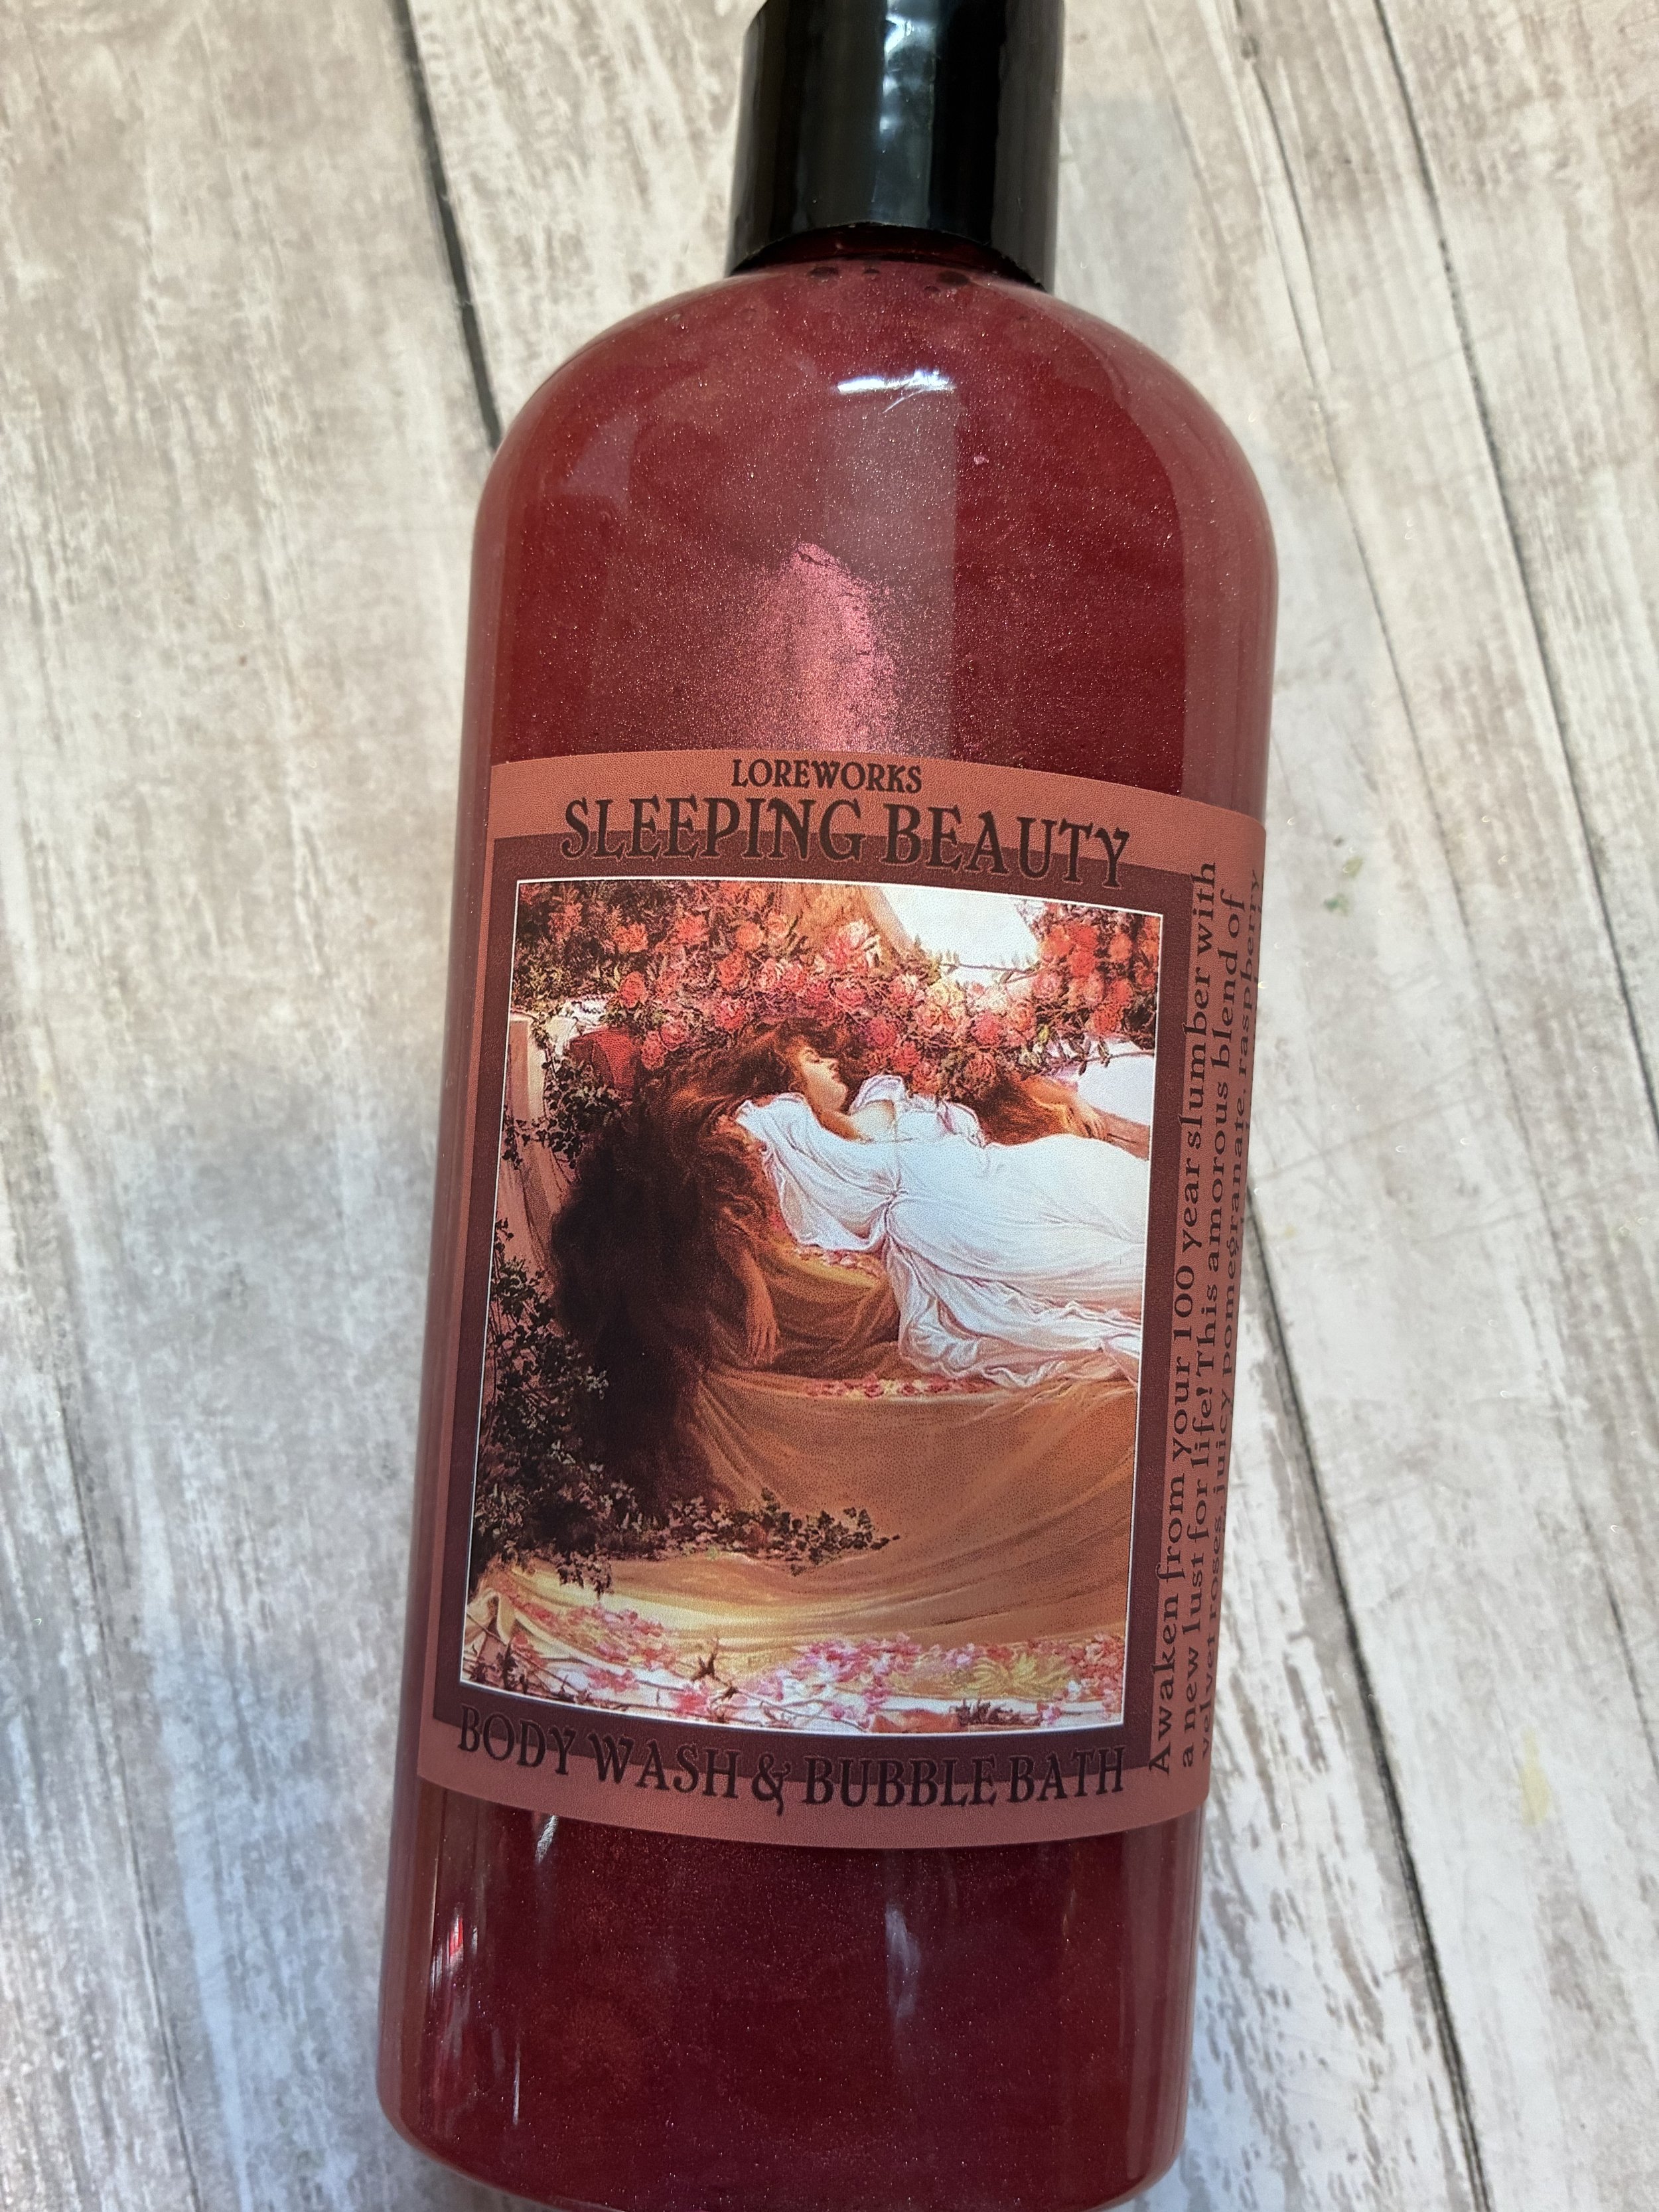 LOREWORKS
SLEEPING BEAUTY
BODY WASH & BUBBLE BATH
Awaken from your 100 year slumber with
a new lust for life! This amorous blend of
velvet roses, juicy pomegranate, raspberry